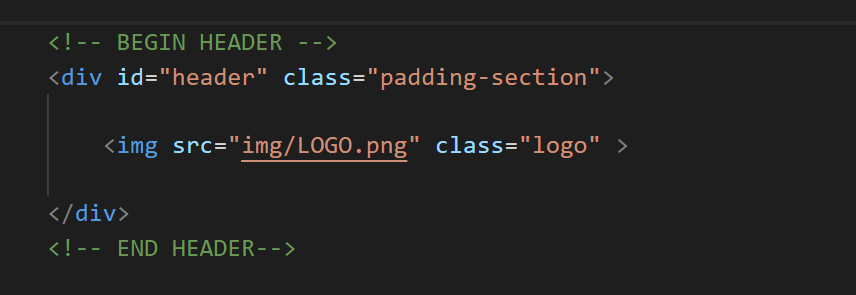 <!-- BEGIN HEADER -->
<div id="header" class="padding-section">
<img src="img/LOGO.png" class="logo" >
</div>
<!-- END HEADER-->